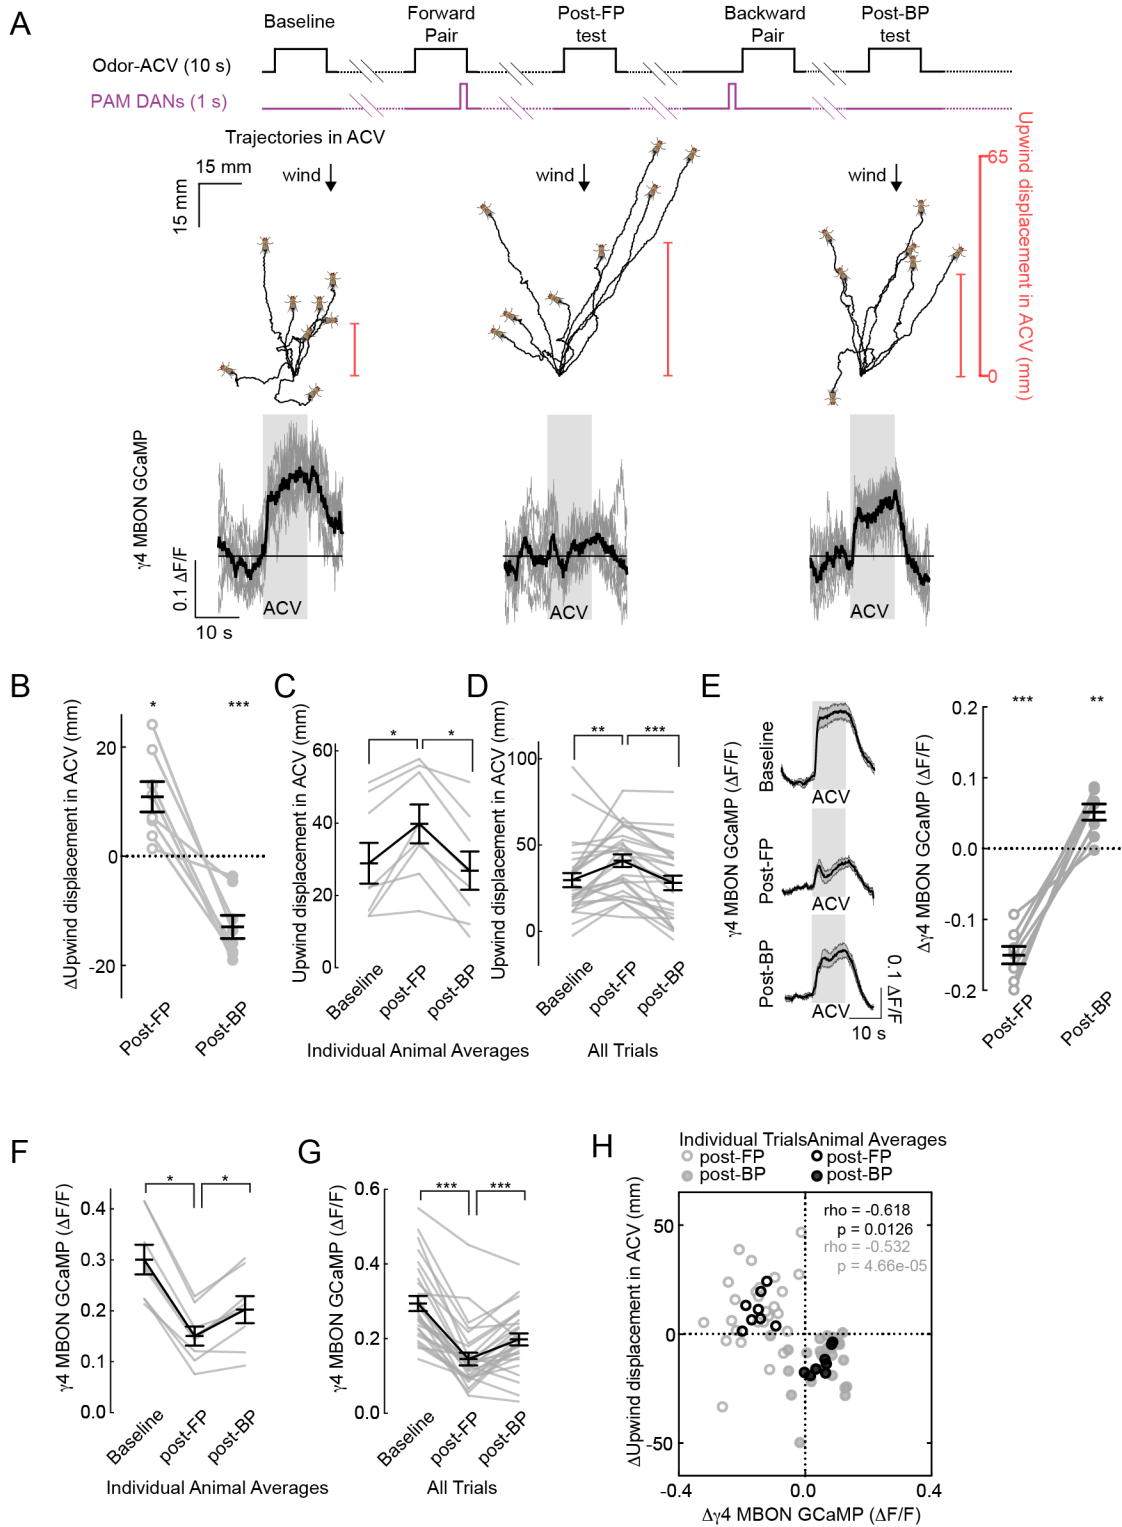 A
Baseline
Forward
Pair
Post-FP
test
Backward
Pair
Post-BP
test
Odor-ACV (10 s)
PAM DANs (1 s)
Trajectories in ACV
15 mm
15 mm
wind
wind
wind
65
0
Upwind displacement in ACV (mm)
γ4 MBON GCaMP
0.1 ΔF/F
10 s
ACV
ACV
ACV
B
ΔUpwind displacement in ACV (mm)
* ***
20
0
-20
Post-FP
Post-BP
C
Upwind displacement in ACV (mm)
* *
60
40
20
0
Baseline
post-FP
post-BP
Individual Animal Averages
D
Upwind displacement in ACV (mm)
** ***
100
50
0
Baseline
post-FP
post-BP
All Trials
E
γ4 MBON GCaMP (ΔF/F)
Baseline
ACV
Post-FP
ACV
Post-BP
ACV
0.1 ΔF/F
10 s
Δγ4 MBON GCaMP (ΔF/F)
*** **
0.2
0.1
0.0
-0.1
-0.2
Post-FP
Post-BP
F
γ4 MBON GCaMP (ΔF/F)
* *
0.4
0.3
0.2
0.1
0.0
Baseline
post-FP
post-BP
Individual Animal Averages
G
γ4 MBON GCaMP (ΔF/F)
*** ***
0.6
0.4
0.2
0.0
Baseline
post-FP
post-BP
All Trials
H
Individual Trials Animal Averages
post-FP post-FP
post-BP post-BP
rho = -0.618
p = 0.0126
rho = -0.532
p = 4.66e-05
ΔUpwind displacement in ACV (mm)
50
0
-50
-0.4 0.0 0.4
Δγ4 MBON GCaMP (ΔF/F)